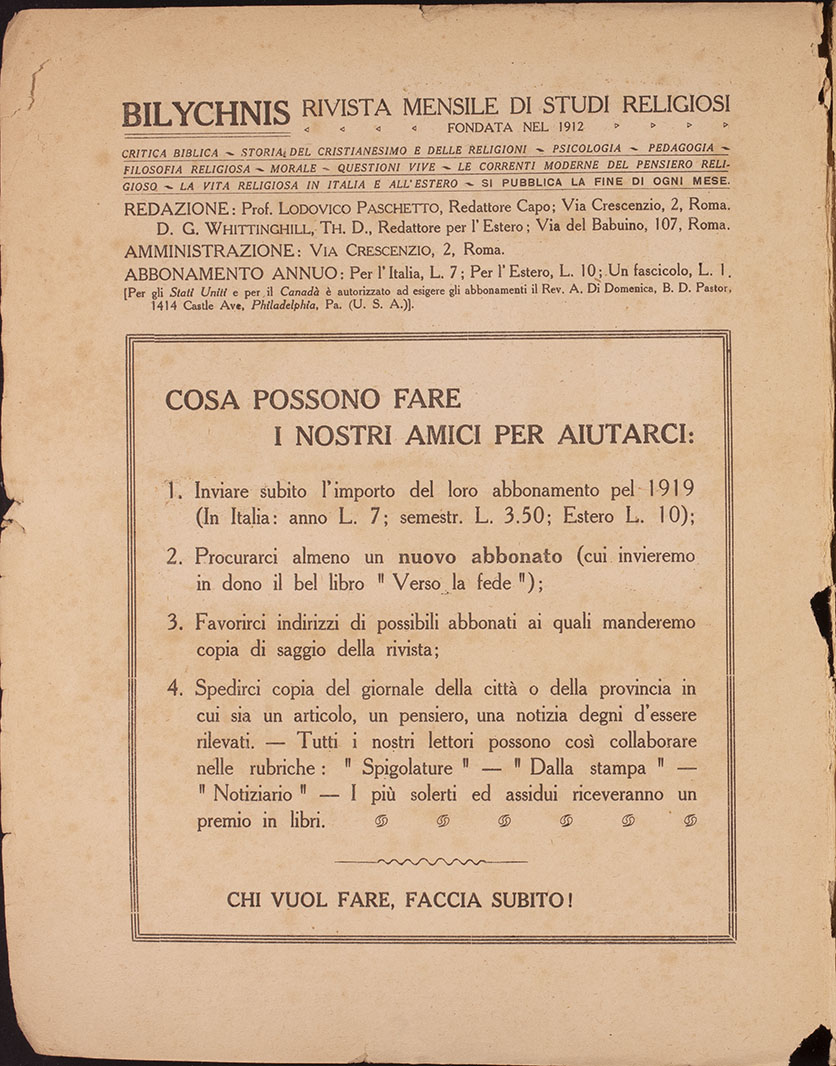 BILYCHNIS RIVISTA MENSILE DI STUDI RELIGIOSI
FONDATA NEL 1912
CRITICA BIBLICA ~ STORIA DEL CRISTIANESIMO E DELLE RELIGIONI ~ PSICOLOGIA ~ PEDAGOGIA ~
FILOSOFIA RELIGIOSA ~ MORALE ~ QUESTIONI VIVE ~ LE CORRENTI MODERNE DEL PENSIERO RELI-
GIOSO ~ LA VITA RELIGIOSA IN ITALIA E ALL'ESTERO ~ SI PUBBLICA LA FINE DI OGNI MESE.
REDAZIONE: Prof. LODOVICO PASCHETTO, Redattore Capo; Via Crescenzio, 2, Roma.
D. G. WHITTINGHILL, TH. D., Redattore per l'Estero; Via del Babuino, 107, Roma.
AMMINISTRAZIONE: VIA CRESCENZIO, 2, Roma.
ABBONAMENTO ANNUO: Per l'Italia, L. 7; Per l'Estero, L. 10; Un fascicolo, L. 1.
[Per gli Stati Uniti e per il Canadà è autorizzato ad esigere gli abbonamenti il Rev. A. Di Domenica, B. D. Pastor,
1414 Castle Ave, Philadelphia, Pa. (U. S. A.)].
COSA POSSONO FARE
I NOSTRI AMICI PER AIUTARCI:
1. Inviare subito l'importo del loro abbonamento pel 1919
(In Italia: anno L. 7; semestr. L. 3.50; Estero L. 10);
2. Procurarci almeno un nuovo abbonato (cui invieremo
in dono il bel libro " Verso la fede ");
3. Favorirci indirizzi di possibili abbonati ai quali manderemo
copia di saggio della rivista;
4. Spedirci copia del giornale della città o della provincia in
cui sia un articolo, un pensiero, una notizia degni d'essere
rilevati. — Tutti i nostri lettori possono così collaborare
nelle rubriche: " Spigolature " — " Dalla stampa " —
" Notiziario " — I più solerti ed assidui riceveranno un
premio in libri.
CHI VUOL FARE, FACCIA SUBITO!